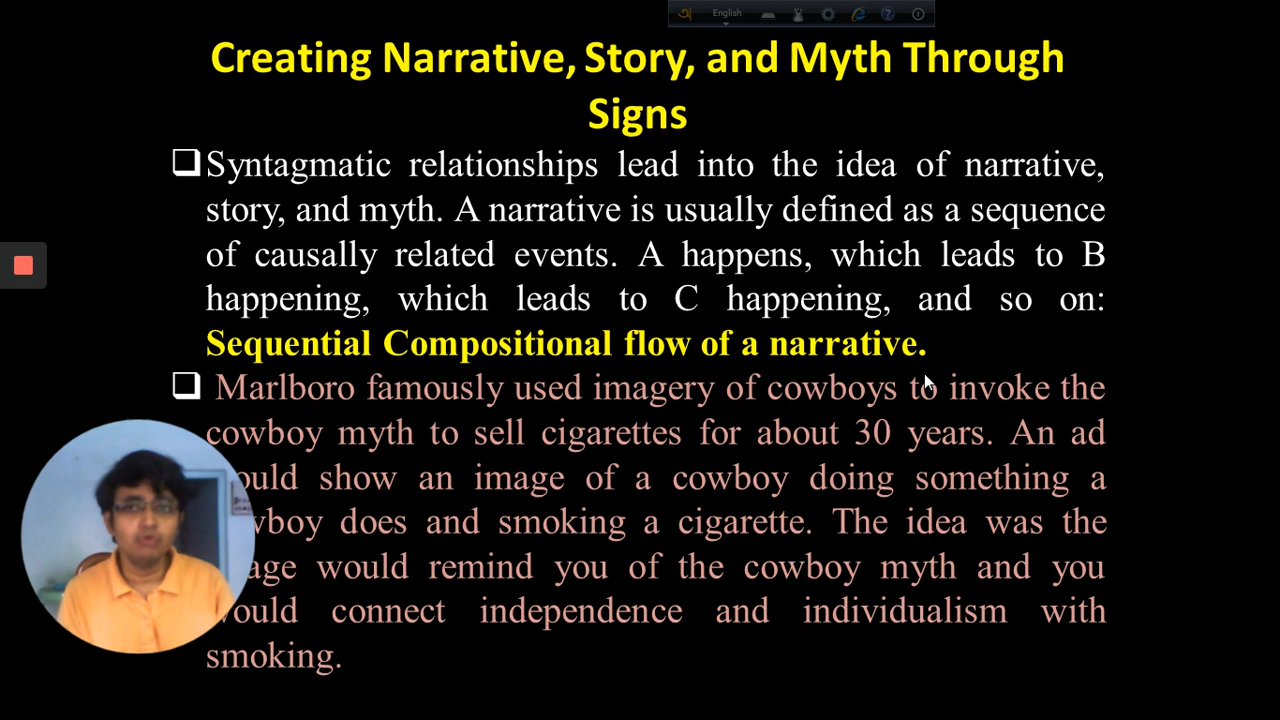 English
Creating Narrative, Story, and Myth Through
Signs
Syntagmatic relationships lead into the idea of narrative,
story, and myth. A narrative is usually defined as a sequence
of causally related events. A happens, which leads to B
happening, which leads to C happening, and so on:
Sequential Compositional flow of a narrative.
Marlboro famously used imagery of cowboys to invoke the
cowboy myth to sell cigarettes for about 30 years. An ad
ould show an image of a cowboy doing something a
wboy does and smoking a cigarette. The idea was the
age would remind you of the cowboy myth and you
would connect independence and individualism with
smoking.